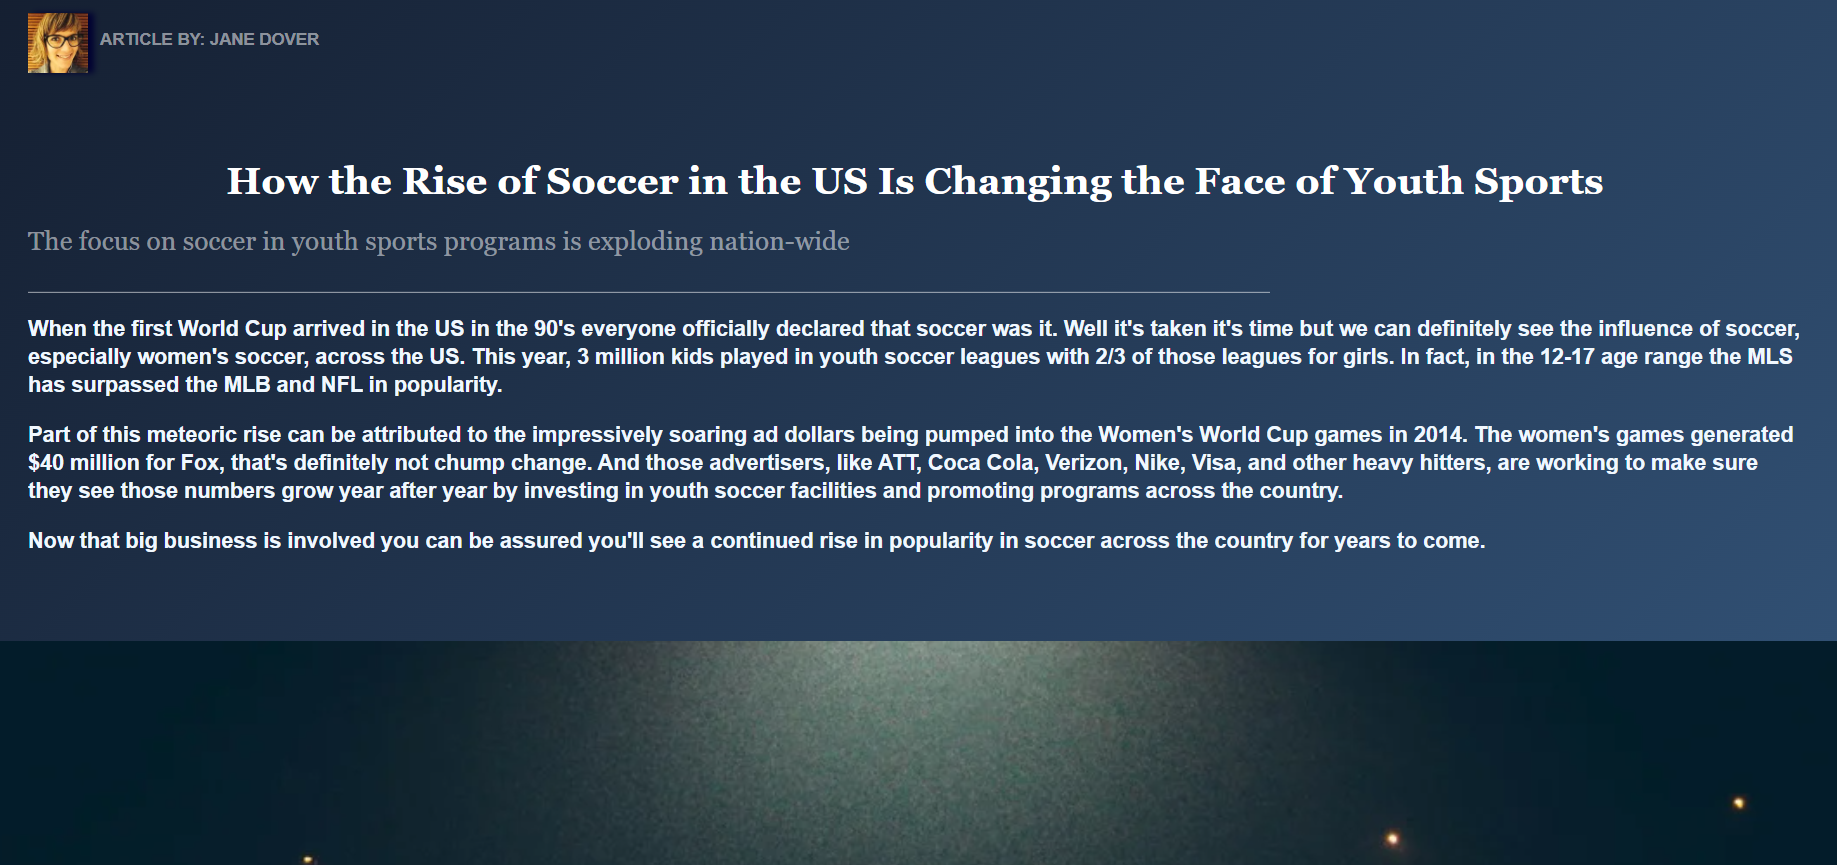 ARTICLE BY: JANE DOVER
How the Rise of Soccer in the US Is Changing the Face of Youth Sports
The focus on soccer in youth sports programs is exploding nation-wide
When the first World Cup arrived in the US in the 90's everyone officially declared that soccer was it. Well it's taken it's time but we can definitely see the influence of soccer,
especially women's soccer, across the US. This year, 3 million kids played in youth soccer leagues with 2/3 of those leagues for girls. In fact, in the 12-17 age range the MLS
has surpassed the MLB and NFL in popularity.
Part of this meteoric rise can be attributed to the impressively soaring ad dollars being pumped into the Women's World Cup games in 2014. The women's games generated
$40 million for Fox, that's definitely not chump change. And those advertisers, like ATT, Coca Cola, Verizon, Nike, Visa, and other heavy hitters, are working to make sure
they see those numbers grow year after year by investing in youth soccer facilities and promoting programs across the country.
Now that big business is involved you can be assured you'll see a continued rise in popularity in soccer across the country for years to come.